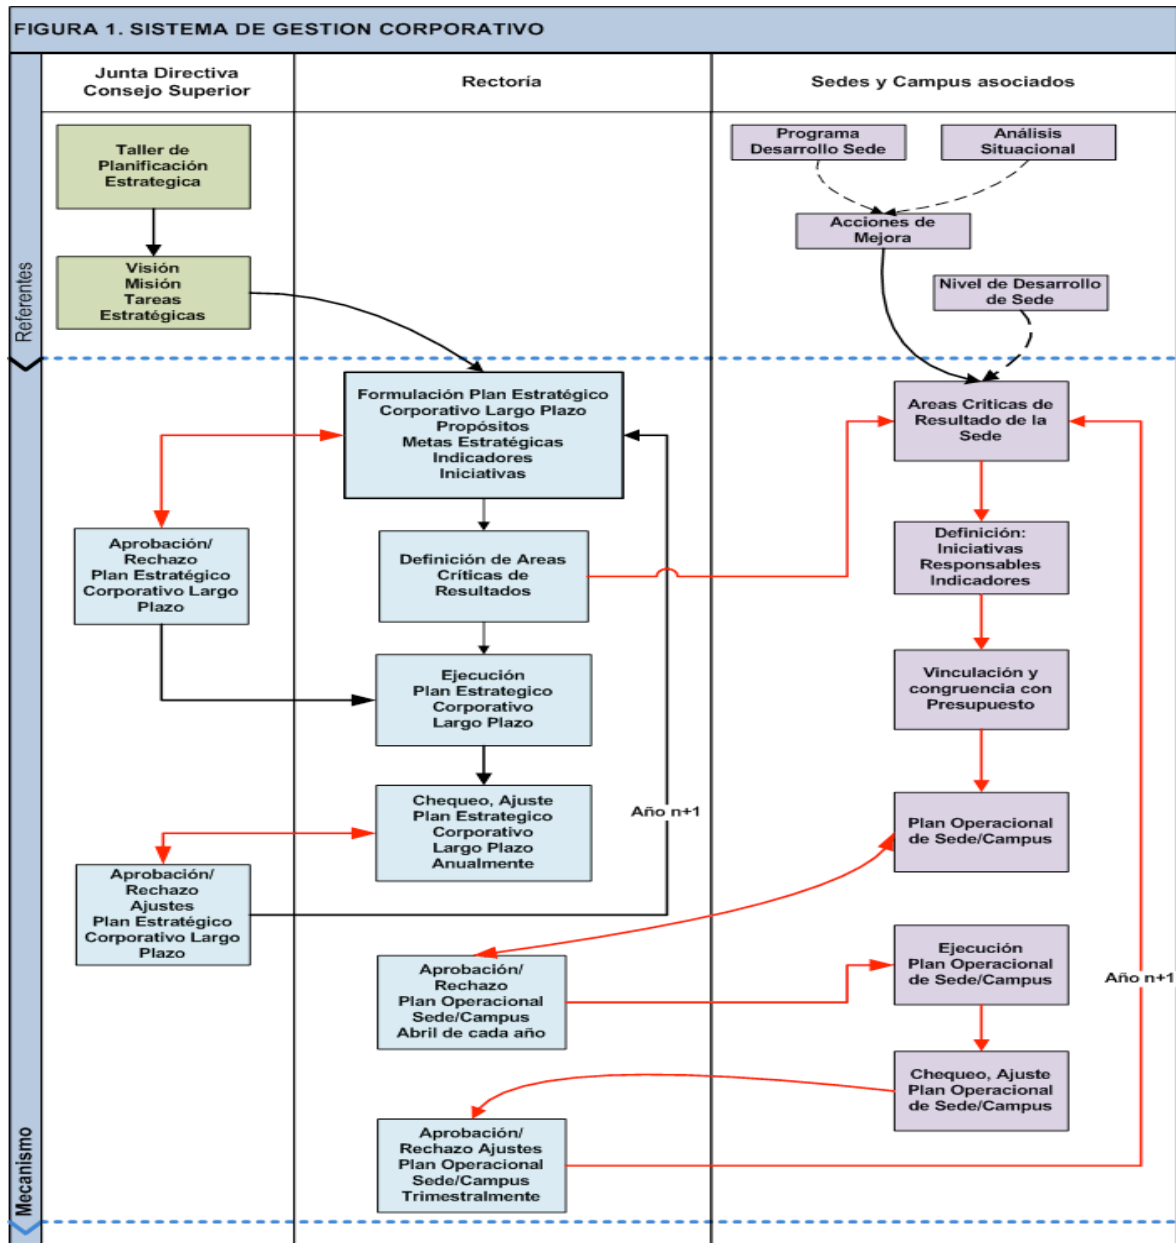 FIGURA 1. SISTEMA DE GESTION CORPORATIVO
Junta Directiva
Consejo Superior
Rectoría
Sedes y Campus asociados
Referentes
Taller de
Planificación
Estrategica
Visión
Misión
Tareas
Estratégicas
Programa
Desarrollo Sede
Análisis
Situacional
Acciones de
Mejora
Nivel de Desarrollo
de Sede
Mecanismo
Formulación Plan Estratégico
Corporativo Largo Plazo
Propósitos
Metas Estratégicas
Indicadores
Iniciativas
Areas Criticas de
Resultado de la
Sede
Aprobación/
Rechazo
Plan Estratégico
Corporativo Largo
Plazo
Definición de Areas
Críticas de
Resultados
Definición:
Iniciativas
Responsables
Indicadores
Ejecución
Plan Estrategico
Corporativo
Largo Plazo
Vinculación y
congruencia con
Presupuesto
Chequeo, Ajuste
Plan Estrategico
Corporativo
Largo Plazo
Anualmente
Año n+1
Plan Operacional
de Sede/Campus
Aprobación/
Rechazo
Ajustes
Plan Estratégico
Corporativo Largo
Plazo
Aprobación/
Rechazo
Plan Operacional
Sede/Campus
Abril de cada año
Ejecución
Plan Operacional
de Sede/Campus
Año n+1
Chequeo, Ajuste
Plan Operacional
de Sede/Campus
Aprobación/
Rechazo Ajustes
Plan Operacional
Sede/Campus
Trimestralmente